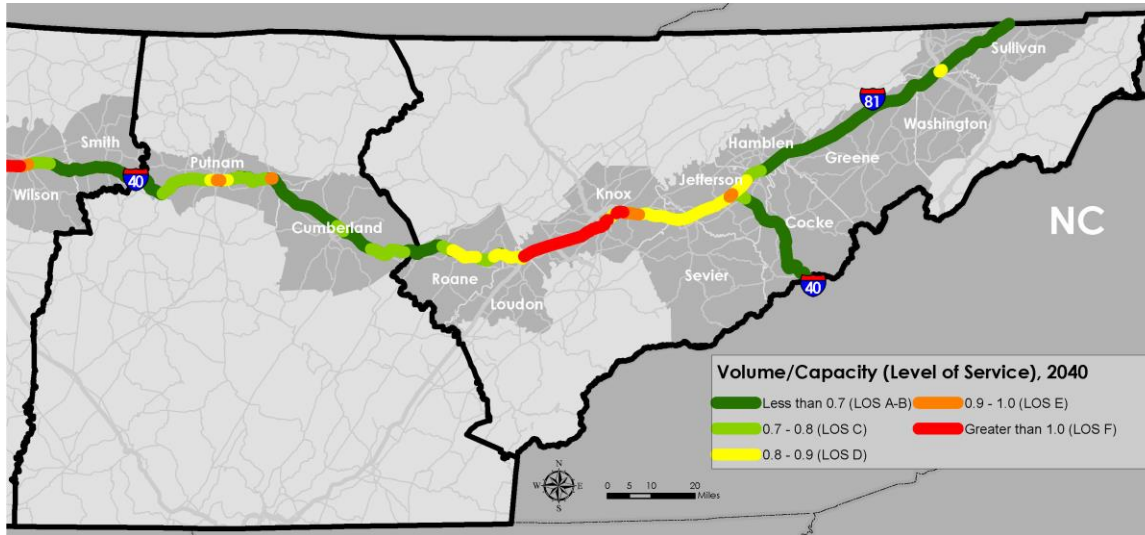 Sullivan
81
Washington
Hamblen
Greene
Smith
Putnam
Jefferson
40
Knox
Wilson
Cocke
NC
Cumberland
Roane
Sevier
40
Loudon
Volume/Capacity (Level of Service), 2040
Less than 0.7 (LOS A-B)
0.9 - 1.0 (LOS E)
0.7 - 0.8 (LOS C)
Greater than 1.0 (LOS F)
0.8 - 0.9 (LOS D)
N
W
E
S
0 5 10 20
Miles